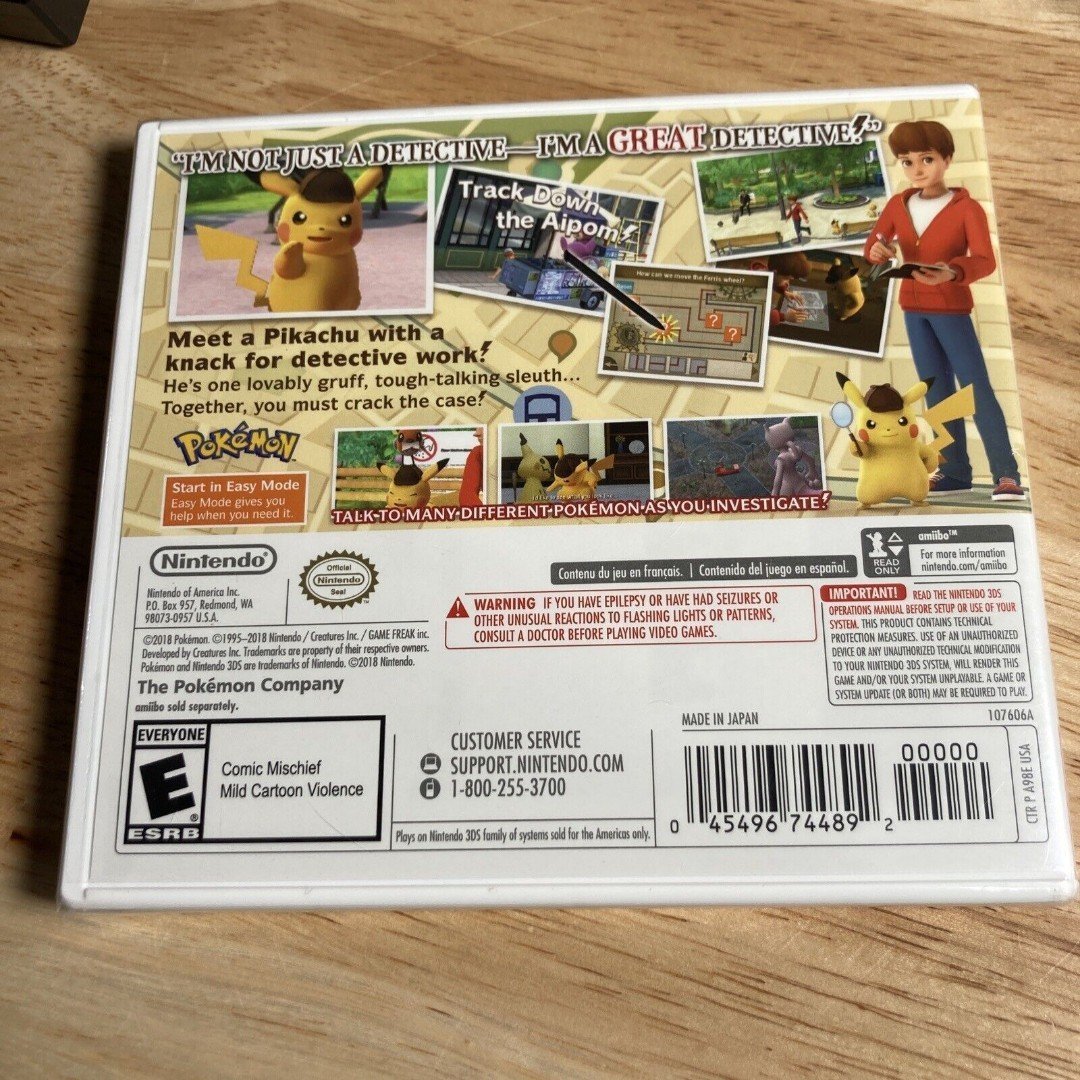 “I'M NOT JUST A DETECTIVE—I'M A GREAT DETECTIVE!”
Track Down
the Aipom!
How can we move the Ferris wheel?
Reset
?
?
Meet a Pikachu with a
knack for detective work!
He's one lovably gruff, tough-talking sleuth...
Together, you must crack the case!
POKéMON
Start in Easy Mode
Easy Mode gives you
help when you need it.
TALK TO MANY DIFFERENT POKÉMON AS YOU INVESTIGATE!
Nintendo®
Nintendo of America Inc.
P.O. Box 957, Redmond, WA
98073-0957 U.S.A.
Official
Nintendo
Seal
TM
Contenu du jeu en français. | Contenido del juego en español.
READ
ONLY
amiibo™
For more information
nintendo.com/amiibo
WARNING IF YOU HAVE EPILEPSY OR HAVE HAD SEIZURES OR
OTHER UNUSUAL REACTIONS TO FLASHING LIGHTS OR PATTERNS,
CONSULT A DOCTOR BEFORE PLAYING VIDEO GAMES.
IMPORTANT! READ THE NINTENDO 3DS
OPERATIONS MANUAL BEFORE SETUP OR USE OF YOUR
SYSTEM. THIS PRODUCT CONTAINS TECHNICAL
PROTECTION MEASURES. USE OF AN UNAUTHORIZED
DEVICE OR ANY UNAUTHORIZED TECHNICAL MODIFICATION
TO YOUR NINTENDO 3DS SYSTEM, WILL RENDER THIS
GAME AND/OR YOUR SYSTEM UNPLAYABLE. A GAME OR
SYSTEM UPDATE (OR BOTH) MAY BE REQUIRED TO PLAY.
©2018 Pokémon. ©1995–2018 Nintendo / Creatures Inc. / GAME FREAK inc.
Developed by Creatures Inc. Trademarks are property of their respective owners.
Pokémon and Nintendo 3DS are trademarks of Nintendo. ©2018 Nintendo.
The Pokémon Company
amiibo sold separately.
EVERYONE
E
®
ESRB
Comic Mischief
Mild Cartoon Violence
CUSTOMER SERVICE
SUPPORT.NINTENDO.COM
1-800-255-3700
Plays on Nintendo 3DS family of systems sold for the Americas only.
MADE IN JAPAN
107606A
00000
0 45496 74489 2
CTR P A98E USA